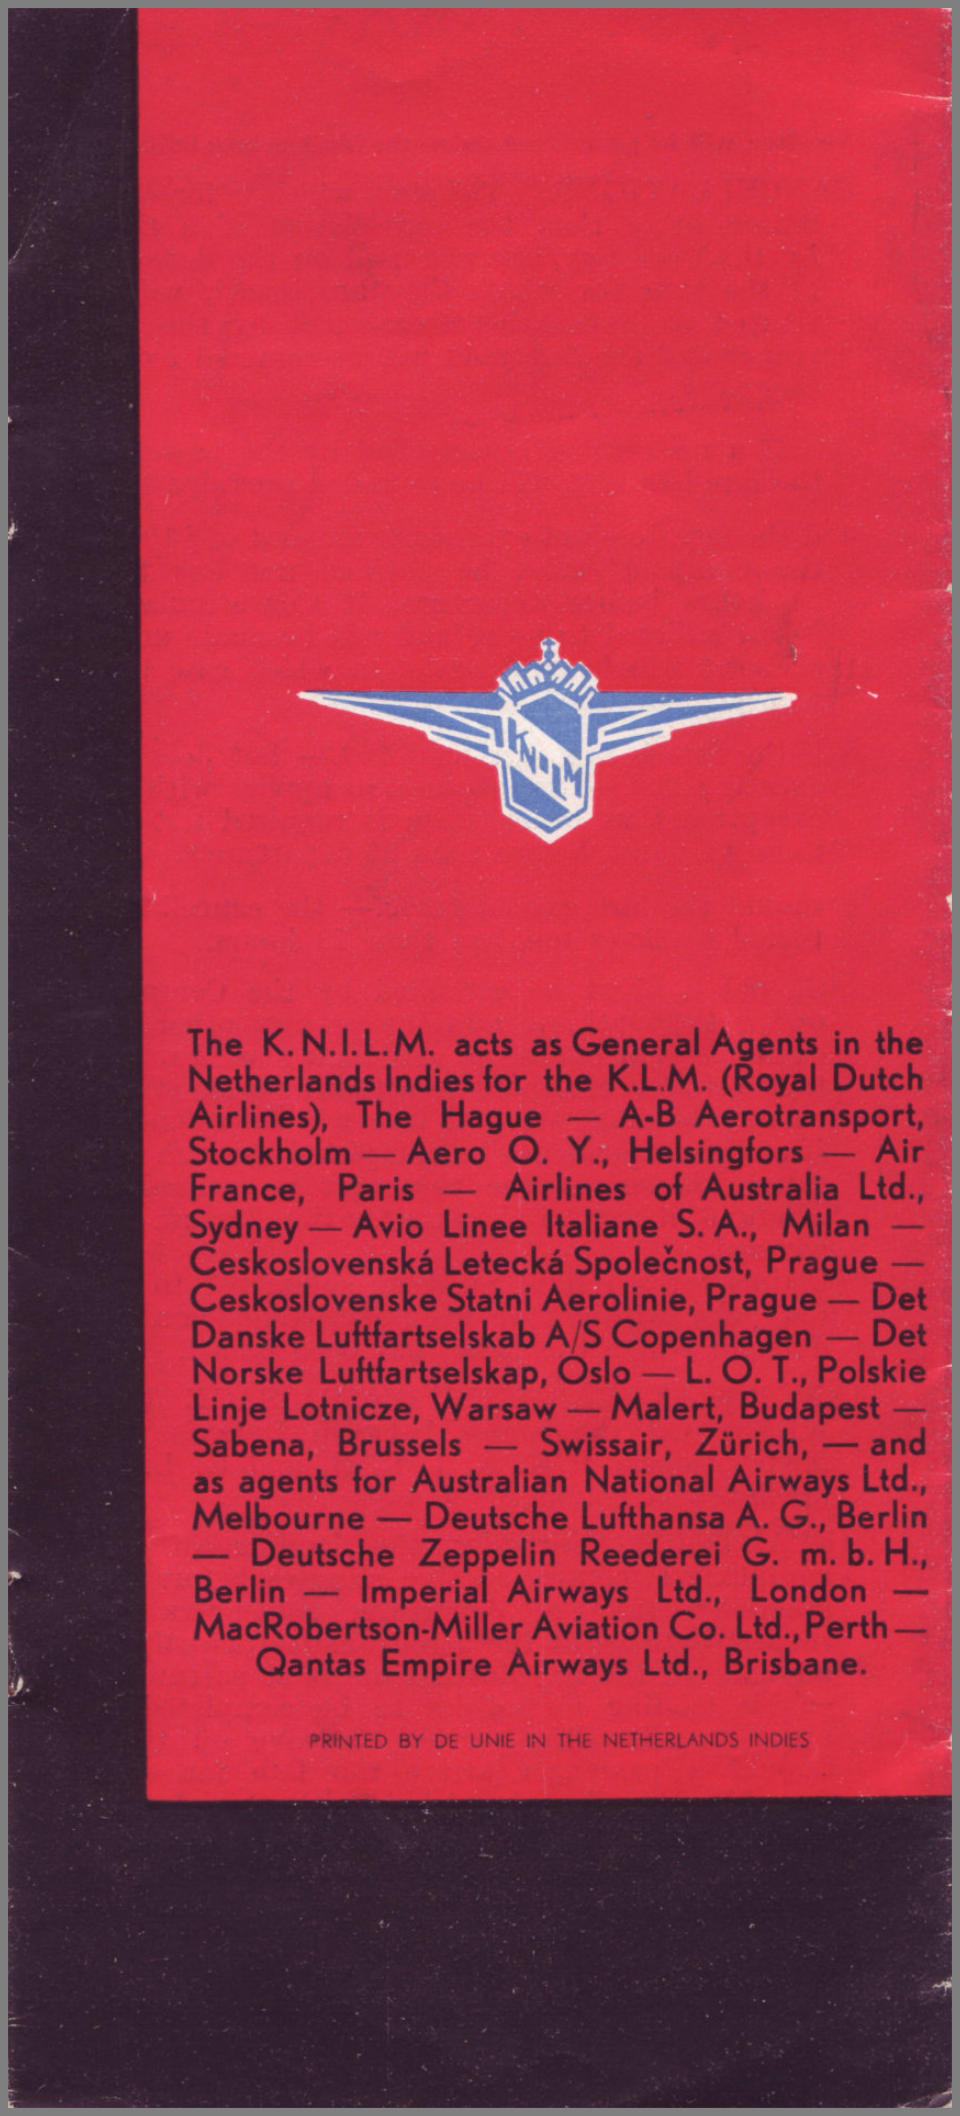 KNILM
The K.N.I.L.M. acts as General Agents in the
Netherlands Indies for the K.L.M. (Royal Dutch
Airlines), The Hague — A-B Aerotransport,
Stockholm — Aero O. Y., Helsingfors — Air
France, Paris — Airlines of Australia Ltd.,
Sydney — Avio Linee Italiane S. A., Milan —
Ceskoslovenská Letecká Společnost, Prague —
Ceskoslovenske Statni Aerolinie, Prague — Det
Danske Luftfartselskab A/S Copenhagen — Det
Norske Luftfartselskap, Oslo — L. O. T., Polskie
Linje Lotnicze, Warsaw — Malert, Budapest —
Sabena, Brussels — Swissair, Zürich, — and
as agents for Australian National Airways Ltd.,
Melbourne — Deutsche Lufthansa A. G., Berlin
— Deutsche Zeppelin Reederei G. m. b. H.,
Berlin — Imperial Airways Ltd., London —
MacRobertson-Miller Aviation Co. Ltd., Perth —
Qantas Empire Airways Ltd., Brisbane.
PRINTED BY DE UNIE IN THE NETHERLANDS INDIES